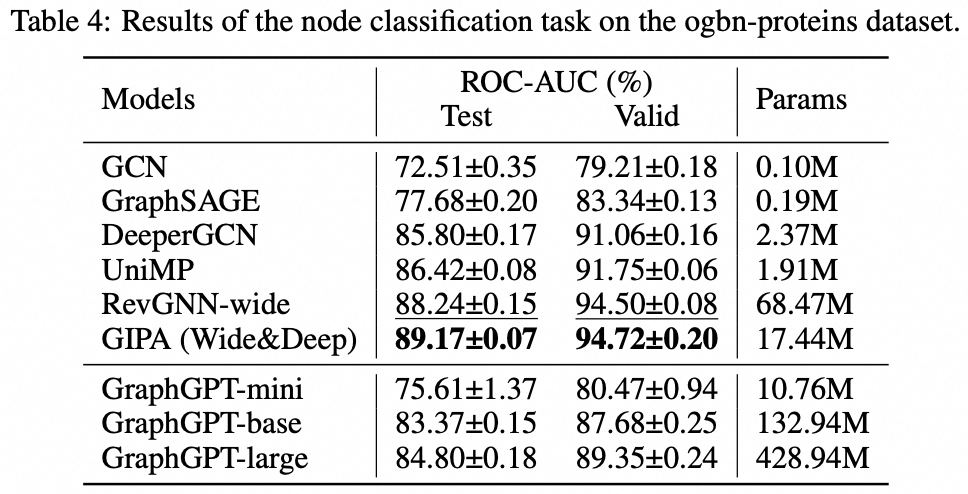 Table 4: Results of the node classification task on the ogbn-proteins dataset.
Models ROC-AUC (%) Params
Test Valid
GCN 72.51±0.35 79.21±0.18 0.10M
GraphSAGE 77.68±0.20 83.34±0.13 0.19M
DeeperGCN 85.80±0.17 91.06±0.16 2.37M
UniMP 86.42±0.08 91.75±0.06 1.91M
RevGNN-wide 88.24±0.15 94.50±0.08 68.47M
GIPA (Wide&Deep) 89.17±0.07 94.72±0.20 17.44M
GraphGPT-mini 75.61±1.37 80.47±0.94 10.76M
GraphGPT-base 83.37±0.15 87.68±0.25 132.94M
GraphGPT-large 84.80±0.18 89.35±0.24 428.94M